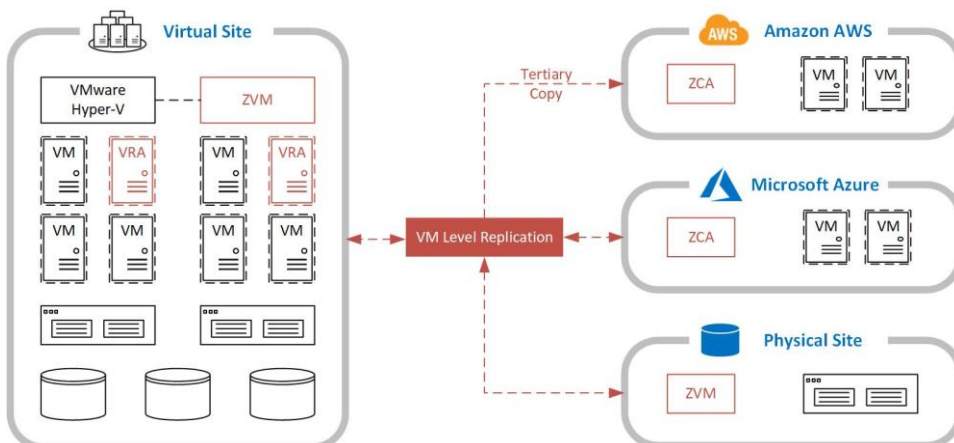 Virtual Site
VMware
Hyper-V
ZVM
VM
VRA
VM
VRA
VM
VM
VM
VM
VM Level Replication
Tertiary
Copy
AWS
Amazon AWS
ZCA
VM
VM
Microsoft Azure
ZCA
VM
VM
Physical Site
ZVM